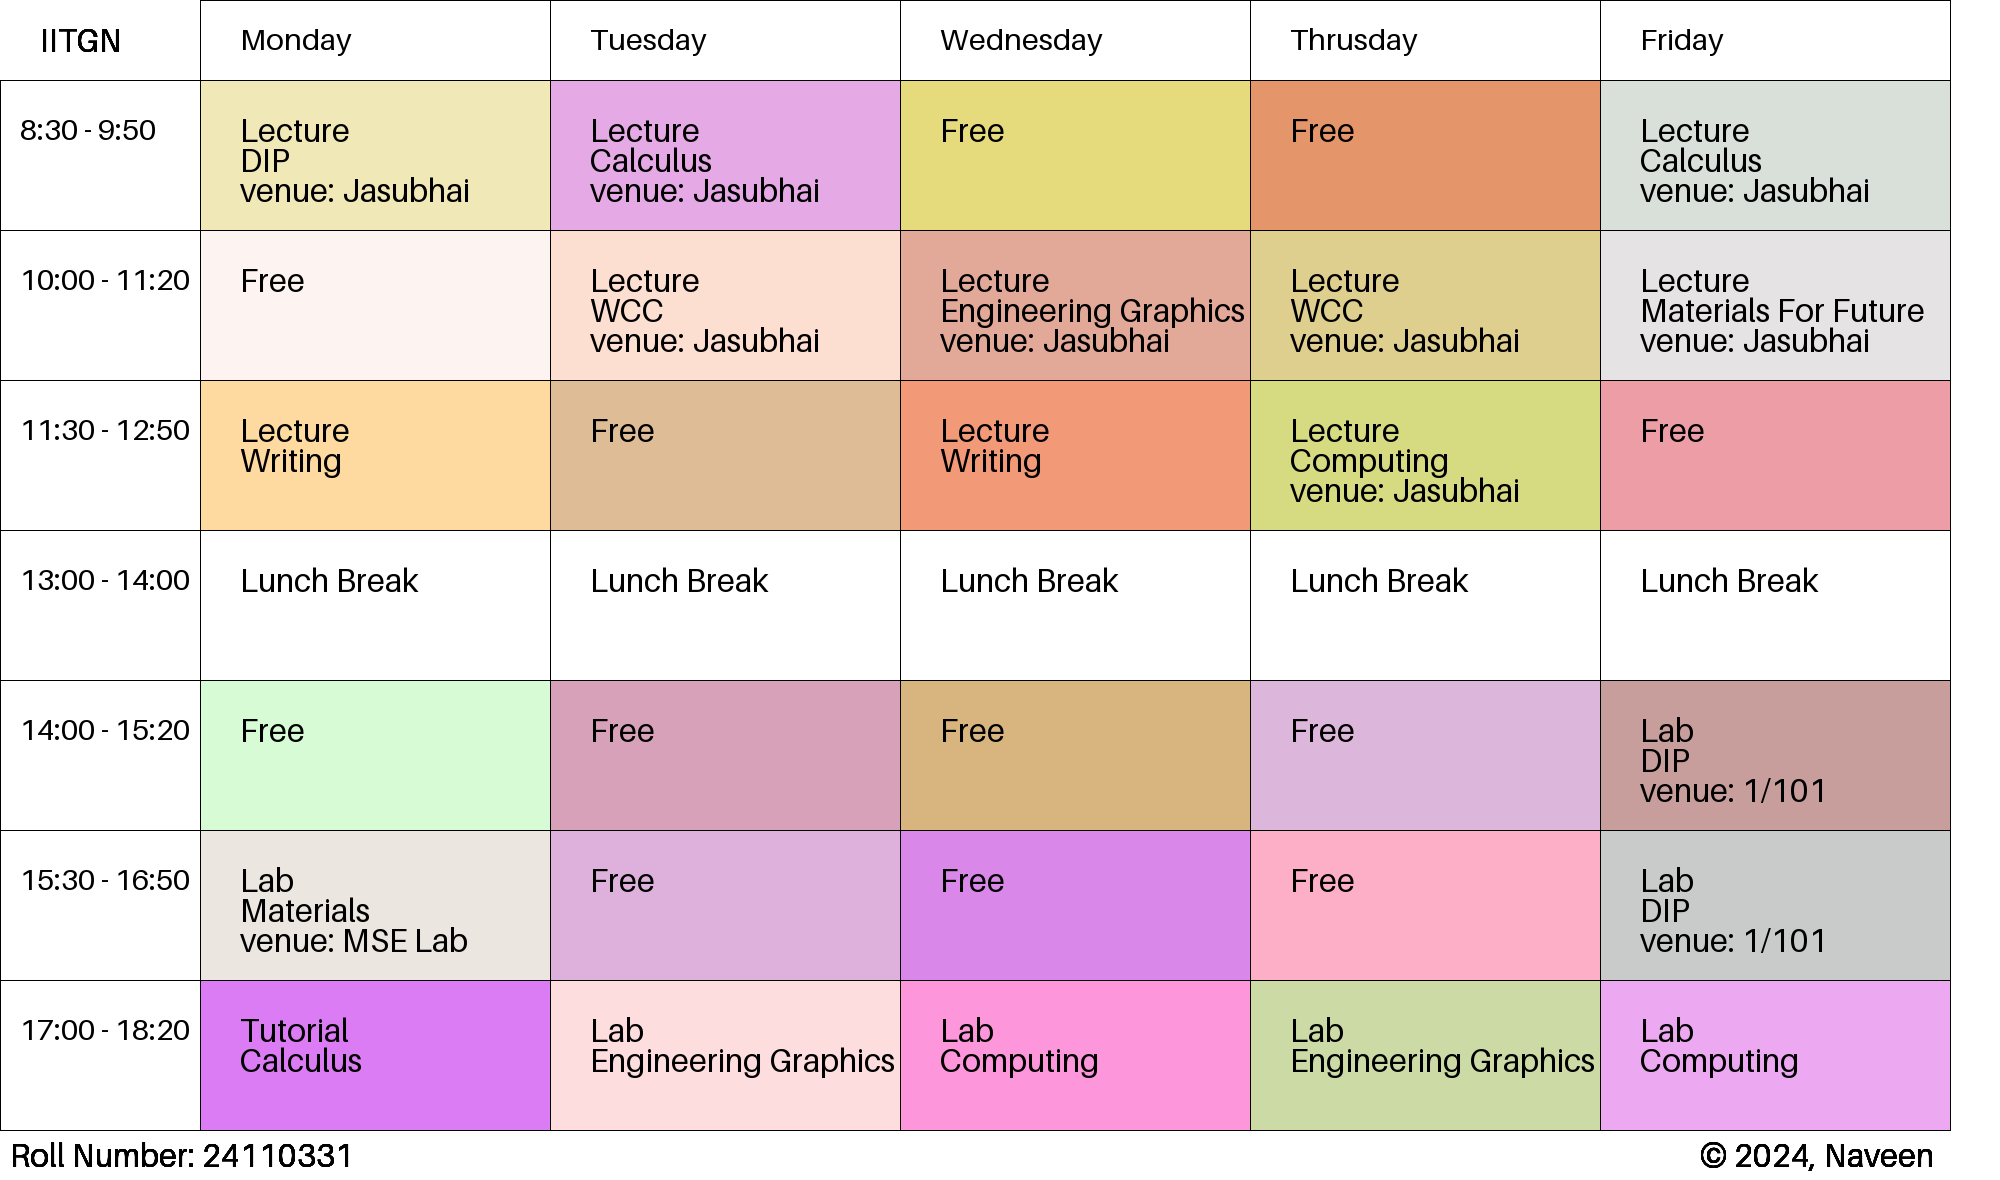 IITGN
Monday
Tuesday
Wednesday
Thrusday
Friday
8:30 - 9:50
Lecture
DIP
venue: Jasubhai
Lecture
Calculus
venue: Jasubhai
Free
Free
Lecture
Calculus
venue: Jasubhai
10:00 - 11:20
Free
Lecture
WCC
venue: Jasubhai
Lecture
Engineering Graphics
venue: Jasubhai
Lecture
WCC
venue: Jasubhai
Lecture
Materials For Future
venue: Jasubhai
11:30 - 12:50
Lecture
Writing
Free
Lecture
Writing
Lecture
Computing
venue: Jasubhai
Free
13:00 - 14:00
Lunch Break
Lunch Break
Lunch Break
Lunch Break
Lunch Break
14:00 - 15:20
Free
Free
Free
Free
Lab
DIP
venue: 1/101
15:30 - 16:50
Lab
Materials
venue: MSE Lab
Free
Free
Free
Lab
DIP
venue: 1/101
17:00 - 18:20
Tutorial
Calculus
Lab
Engineering Graphics
Lab
Computing
Lab
Engineering Graphics
Lab
Computing
Roll Number: 24110331
© 2024, Naveen